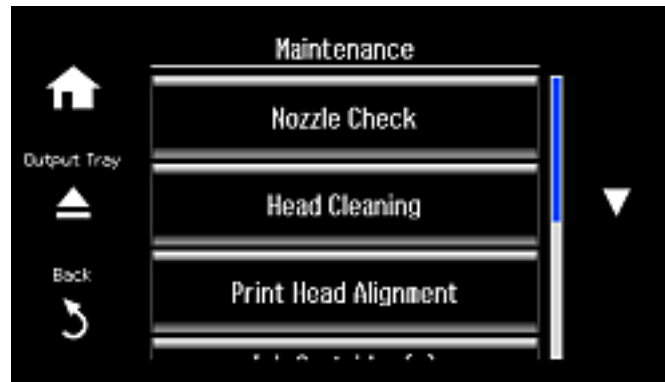 Maintenance
Nozzle Check
Output Tray
Head Cleaning
Back
Print Head Alignment